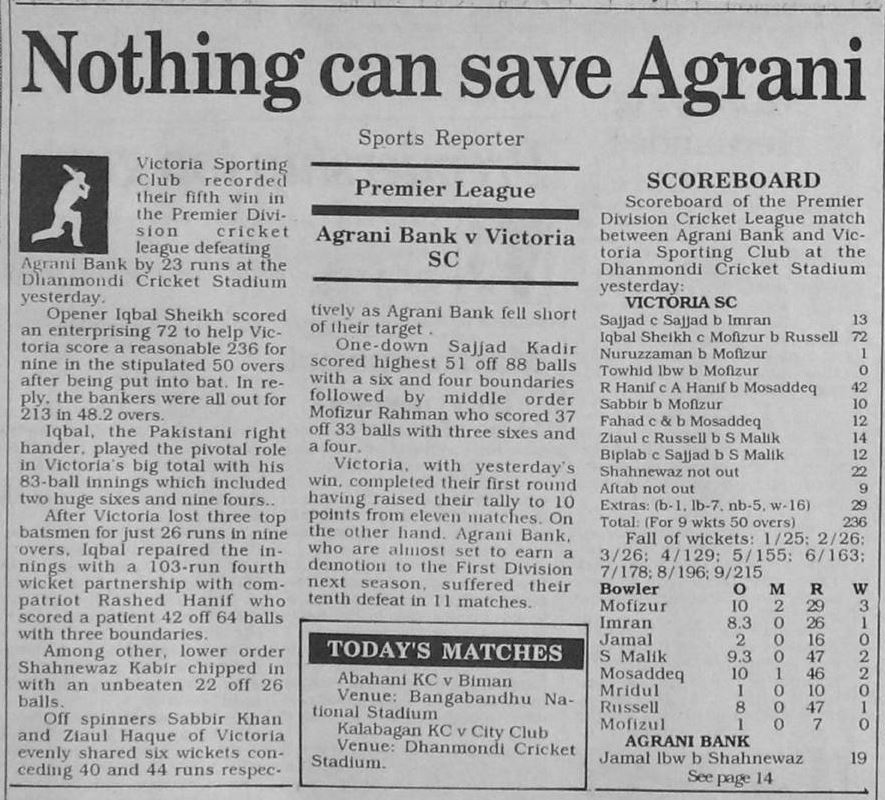 Nothing can save Agrani
Sports Reporter
Victoria Sporting
Club recorded
their fifth win in
the Premier Divi-
sion cricket
league defeating
Agrani Bank by 23 runs at the
Dhanmondi Cricket Stadium
yesterday.
Opener Iqbal Sheikh scored
an enterprising 72 to help Vic-
toria score a reasonable 236 for
nine in the stipulated 50 overs
after being put into bat. In re-
ply, the bankers were all out for
213 in 48.2 overs.
Iqbal, the Pakistani right
hander, played the pivotal role
in Victoria's big total with his
83-ball innings which included
two huge sixes and nine fours..
After Victoria lost three top
batsmen for just 26 runs in nine
overs, Iqbal repaired the in-
nings with a 103-run fourth
wicket partnership with com-
patriot Rashed Hanif who
scored a patient 42 off 64 balls
with three boundaries.
Among other, lower order
Shahnewaz Kabir chipped in
with an unbeaten 22 off 26
balls.
Off spinners Sabbir Khan
and Ziaul Haque of Victoria
evenly shared six wickets con-
ceding 40 and 44 runs respec-
Premier League
Agrani Bank v Victoria
SC
tively as Agrani Bank fell short
of their target .
One-down Sajjad Kadir
scored highest 51 off 88 balls
with a six and four boundaries
followed by middle order
Mofizur Rahman who scored 37
off 33 balls with three sixes and
a four.
Victoria, with yesterday's
win, completed their first round
having raised their tally to 10
points from eleven matches. On
the other hand. Agrani Bank,
who are almost set to earn a
demotion to the First Division
next season, suffered their
tenth defeat in 11 matches.
TODAY'S MATCHES
Abahani KC v Biman
Venue: Bangabandhu Na-
tional Stadium
Kalabagan KC v City Club
Venue: Dhanmondi Cricket
Stadium.
SCOREBOARD
Scoreboard of the Premier
Division Cricket League match
between Agrani Bank and Vic-
toria Sporting Club at the
Dhanmondi Cricket Stadium
yesterday:
VICTORIA SC
Sajjad c Sajjad b Imran 13
Iqbal Sheikh c Mofizur b Russell 72
Nuruzzaman b Mofizur 1
Towhid lbw b Mofizur 0
R Hanif c A Hanif b Mosaddeq 42
Sabbir b Mofizur 10
Fahad c & b Mosaddeq 12
Ziaul c Russell b S Malik 14
Biplab c Sajjad b S Malik 12
Shahnewaz not out 22
Aftab not out 9
Extras: (b-1, lb-7, nb-5, w-16) 29
Total: (For 9 wkts 50 overs) 236
Fall of wickets: 1/25; 2/26;
3/26; 4/129; 5/155; 6/163;
7/178; 8/196; 9/215
Bowler O M R W
Mofizur 10 2 29 3
Imran 8.3 0 26 1
Jamal 2 0 16 0
S Malik 9.3 0 47 2
Mosaddeq 10 1 46 2
Mridul 1 0 10 0
Russell 8 0 47 1
Mofizul 1 0 7 0
AGRANI BANK
Jamal lbw b Shahnewaz 19
See page 14